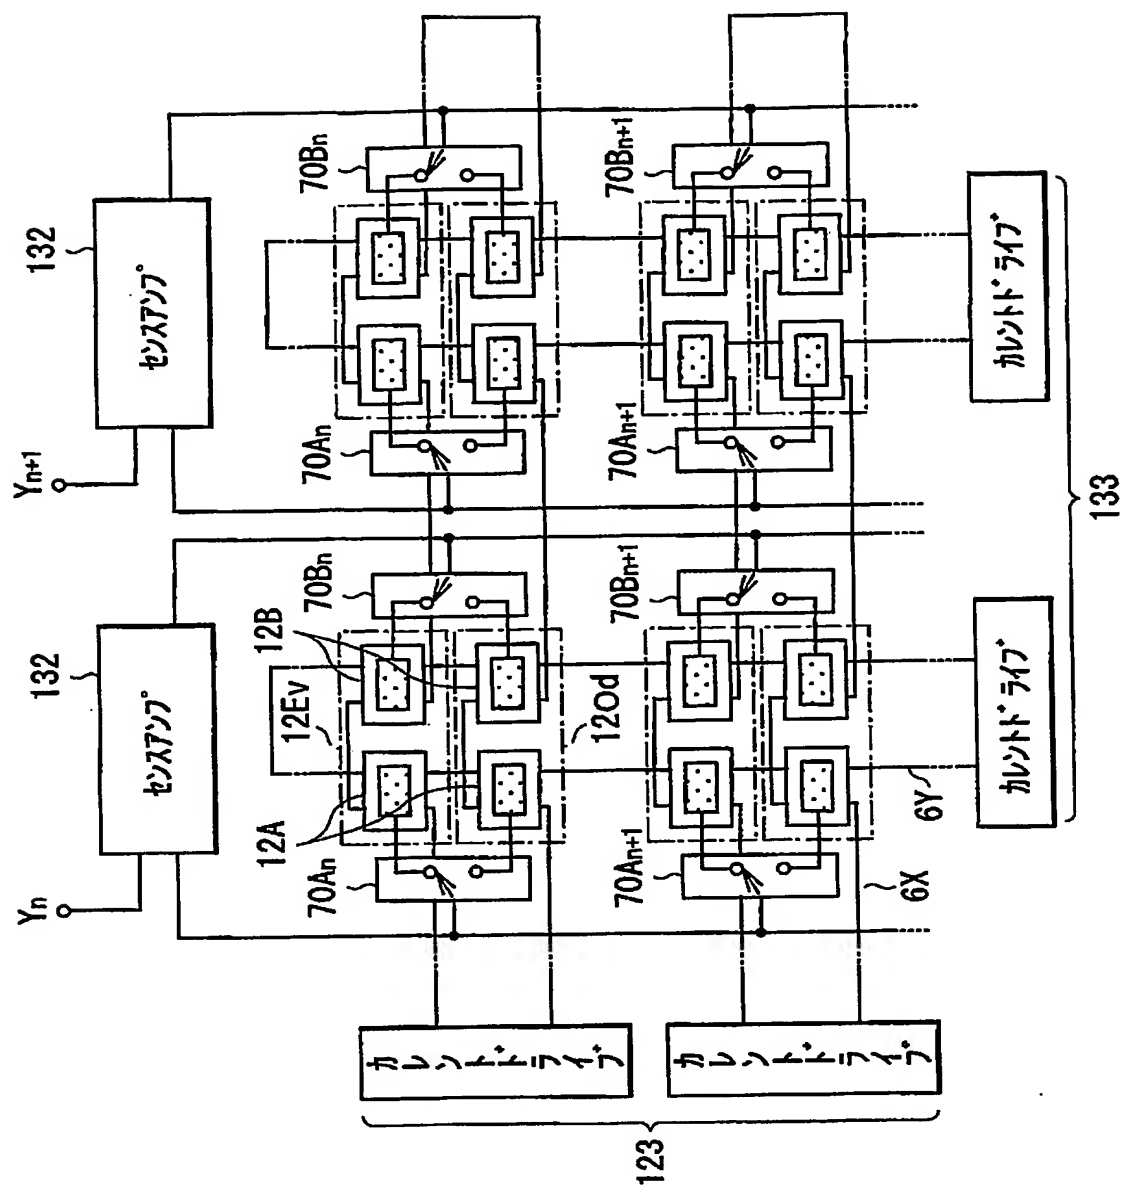 132
センスアンプ
Yn+1
132
センスアンプ
Yn
70Bn
70Bn+1
70An
70An+1
70Bn
70Bn+1
12B
12Ev
12Od
12A
70An
70An+1
6Y
6X
カレントドライブ
カレントドライブ
133
カレントドライブ
カレントドライブ
123